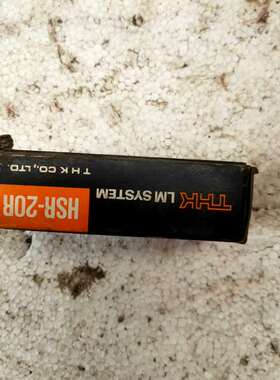 THK LM SYSTEM
HSR-20R
THK CO., LTD.